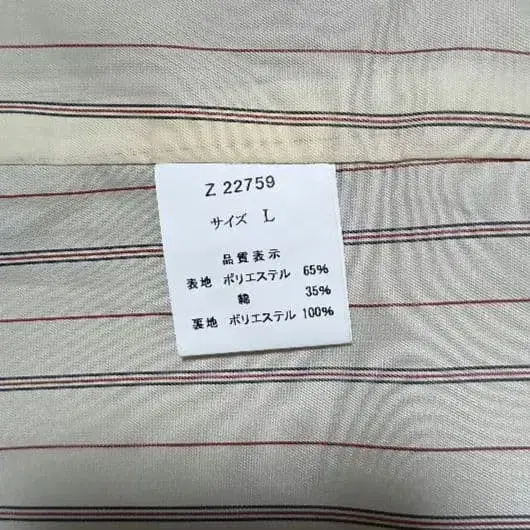 Z 22759
サイズ L
品質表示
表地 ポリエステル 65%
綿 35%
裏地 ポリエステル 100%